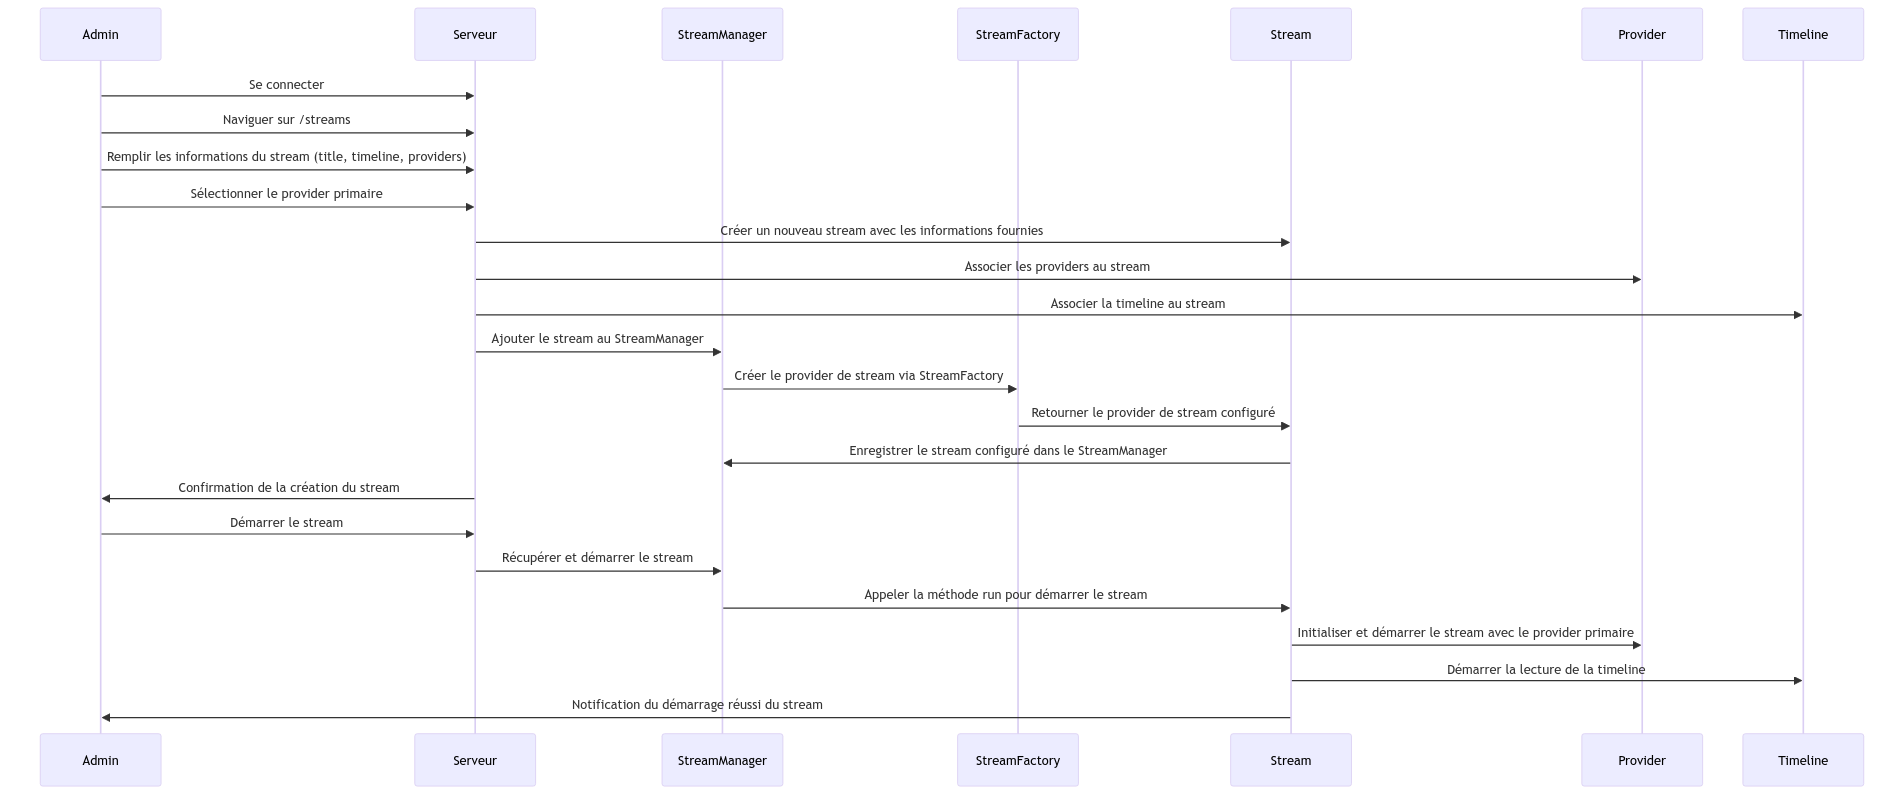 Admin
Serveur
StreamManager
StreamFactory
Stream
Provider
Timeline
Se connecter
Naviguer sur /streams
Remplir les informations du stream (title, timeline, providers)
Sélectionner le provider primaire
Créer un nouveau stream avec les informations fournies
Associer les providers au stream
Associer la timeline au stream
Ajouter le stream au StreamManager
Créer le provider de stream via StreamFactory
Retourner le provider de stream configuré
Enregistrer le stream configuré dans le StreamManager
Confirmation de la création du stream
Démarrer le stream
Récupérer et démarrer le stream
Appeler la méthode run pour démarrer le stream
Initialiser et démarrer le stream avec le provider primaire
Démarrer la lecture de la timeline
Notification du démarrage réussi du stream
Admin
Serveur
StreamManager
StreamFactory
Stream
Provider
Timeline